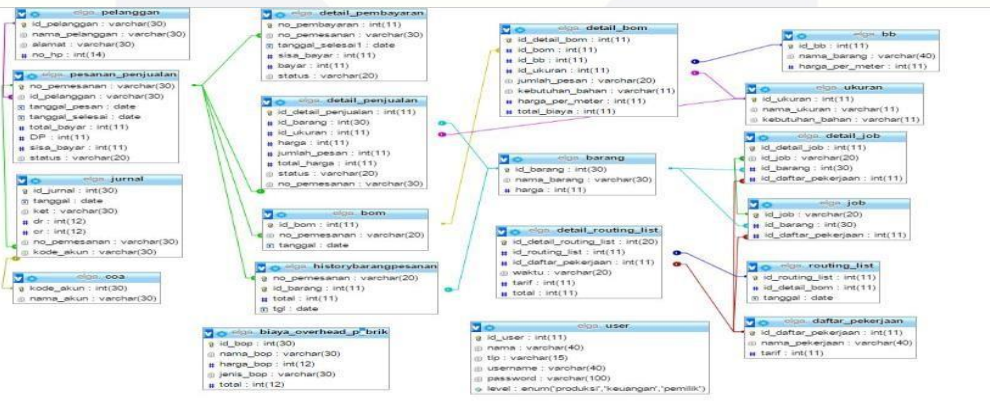 elga pelanggan
id_pelanggan : varchar(30)
nama_pelanggan : varchar(30)
alamat : varchar(30)
no_hp : int(14)
elga pesanan_penjualan
no_pemesanan : varchar(30)
id_pelanggan : varchar(30)
tanggal_pesan : date
tanggal_selesai : date
total_bayar : int(11)
DP : int(11)
sisa_bayar : int(11)
status : varchar(20)
elga jurnal
id_jurnal : int(30)
tanggal : date
ket : varchar(30)
dr : int(12)
cr : int(12)
no_pemesanan : varchar(30)
kode_akun : int(30)
elga coa
kode_akun : int(30)
nama_akun : varchar(30)
elga detail_pembayaran
no_pembayaran : int(11)
no_pemesanan : varchar(30)
tanggal_selesai1 : date
sisa_bayar : int(11)
bayar : int(11)
status : varchar(20)
elga detail_penjualan
id_detail_penjualan : int(11)
id_barang : int(30)
id_ukuran : int(11)
harga : int(11)
jumlah_pesan : int(11)
total_harga : int(11)
status : varchar(20)
no_pemesanan : varchar(30)
elga bom
id_bom : int(11)
no_pemesanan : varchar(20)
tanggal : date
elga historybarangpesanan
no_pemesanan : varchar(20)
id_barang : int(11)
total : int(11)
tgl : date
elga biaya_overhead_pabrik
id_bop : int(30)
nama_bop : varchar(30)
harga_bop : int(12)
jenis_bop : varchar(30)
total : int(12)
elga detail_bom
id_detail_bom : int(11)
id_bom : int(11)
id_bb : int(11)
id_ukuran : int(11)
jumlah_pesan : varchar(20)
kebutuhan_bahan : varchar(11)
harga_per_meter : int(11)
total_biaya : int(11)
elga barang
id_barang : int(30)
nama_barang : varchar(30)
harga : int(11)
elga detail_routing_list
id_detail_routing_list : int(20)
id_routing_list : int(11)
id_daftar_pekerjaan : int(11)
waktu : varchar(20)
tarif : int(11)
total : int(11)
elga user
id_user : int(11)
nama : varchar(40)
tlp : varchar(15)
username : varchar(40)
password : varchar(100)
level : enum('produksi','keuangan','pemilik')
elga bb
id_bb : int(11)
nama_barang : varchar(40)
harga_per_meter : int(11)
elga ukuran
id_ukuran : int(11)
nama_ukuran : varchar(11)
kebutuhan_bahan : int(11)
elga detail_job
id_detail_job : int(11)
id_job : varchar(20)
id_daftar_pekerjaan : int(11)
elga job
id_job : varchar(20)
id_barang : int(30)
id_daftar_pekerjaan : int(11)
elga routing_list
id_routing_list : int(11)
id_detail_bom : int(11)
tanggal : date
elga daftar_pekerjaan
id_daftar_pekerjaan : int(11)
nama_pekerjaan : varchar(40)
tarif : int(11)